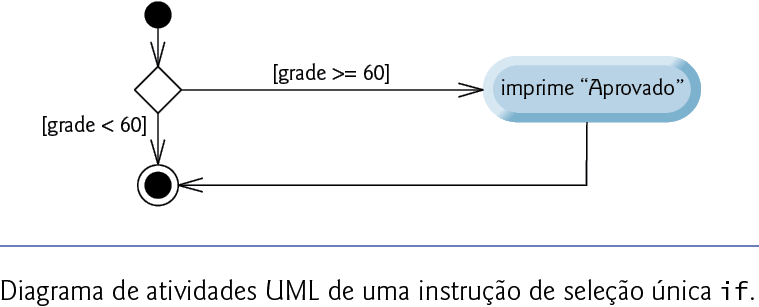 [grade >= 60]
imprime “Aprovado”
[grade < 60]
Diagrama de atividades UML de uma instrução de seleção única if.